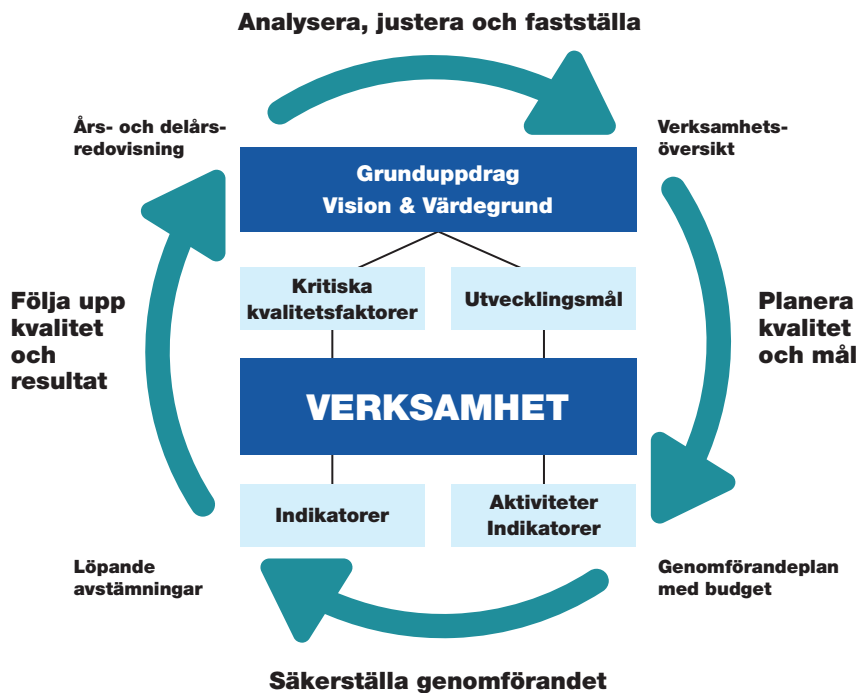 Analysera, justera och fastställa
Års- och delårs-
redovisning
Verksamhets-
översikt
Grunduppdrag
Vision & Värdegrund
Kritiska
kvalitetsfaktorer
Utvecklingsmål
Följa upp
kvalitet
och
resultat
Planera
kvalitet
och mål
VERKSAMHET
Indikatorer
Aktiviteter
Indikatorer
Löpande
avstämningar
Genomförandeplan
med budget
Säkerställa genomförandet